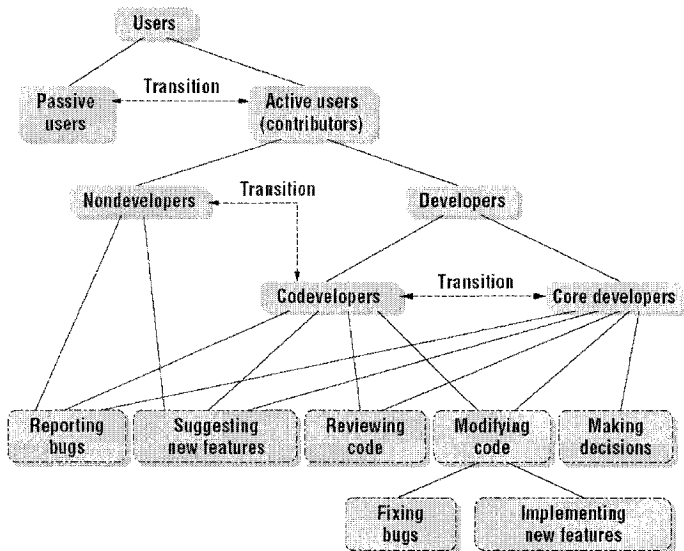 Users
Transition
Passive
users
Active users
(contributors)
Nondevelopers
Transition
Developers
Codevelopers
Transition
Core developers
Reporting
bugs
Suggesting
new features
Reviewing
code
Modifying
code
Making
decisions
Fixing
bugs
Implementing
new features